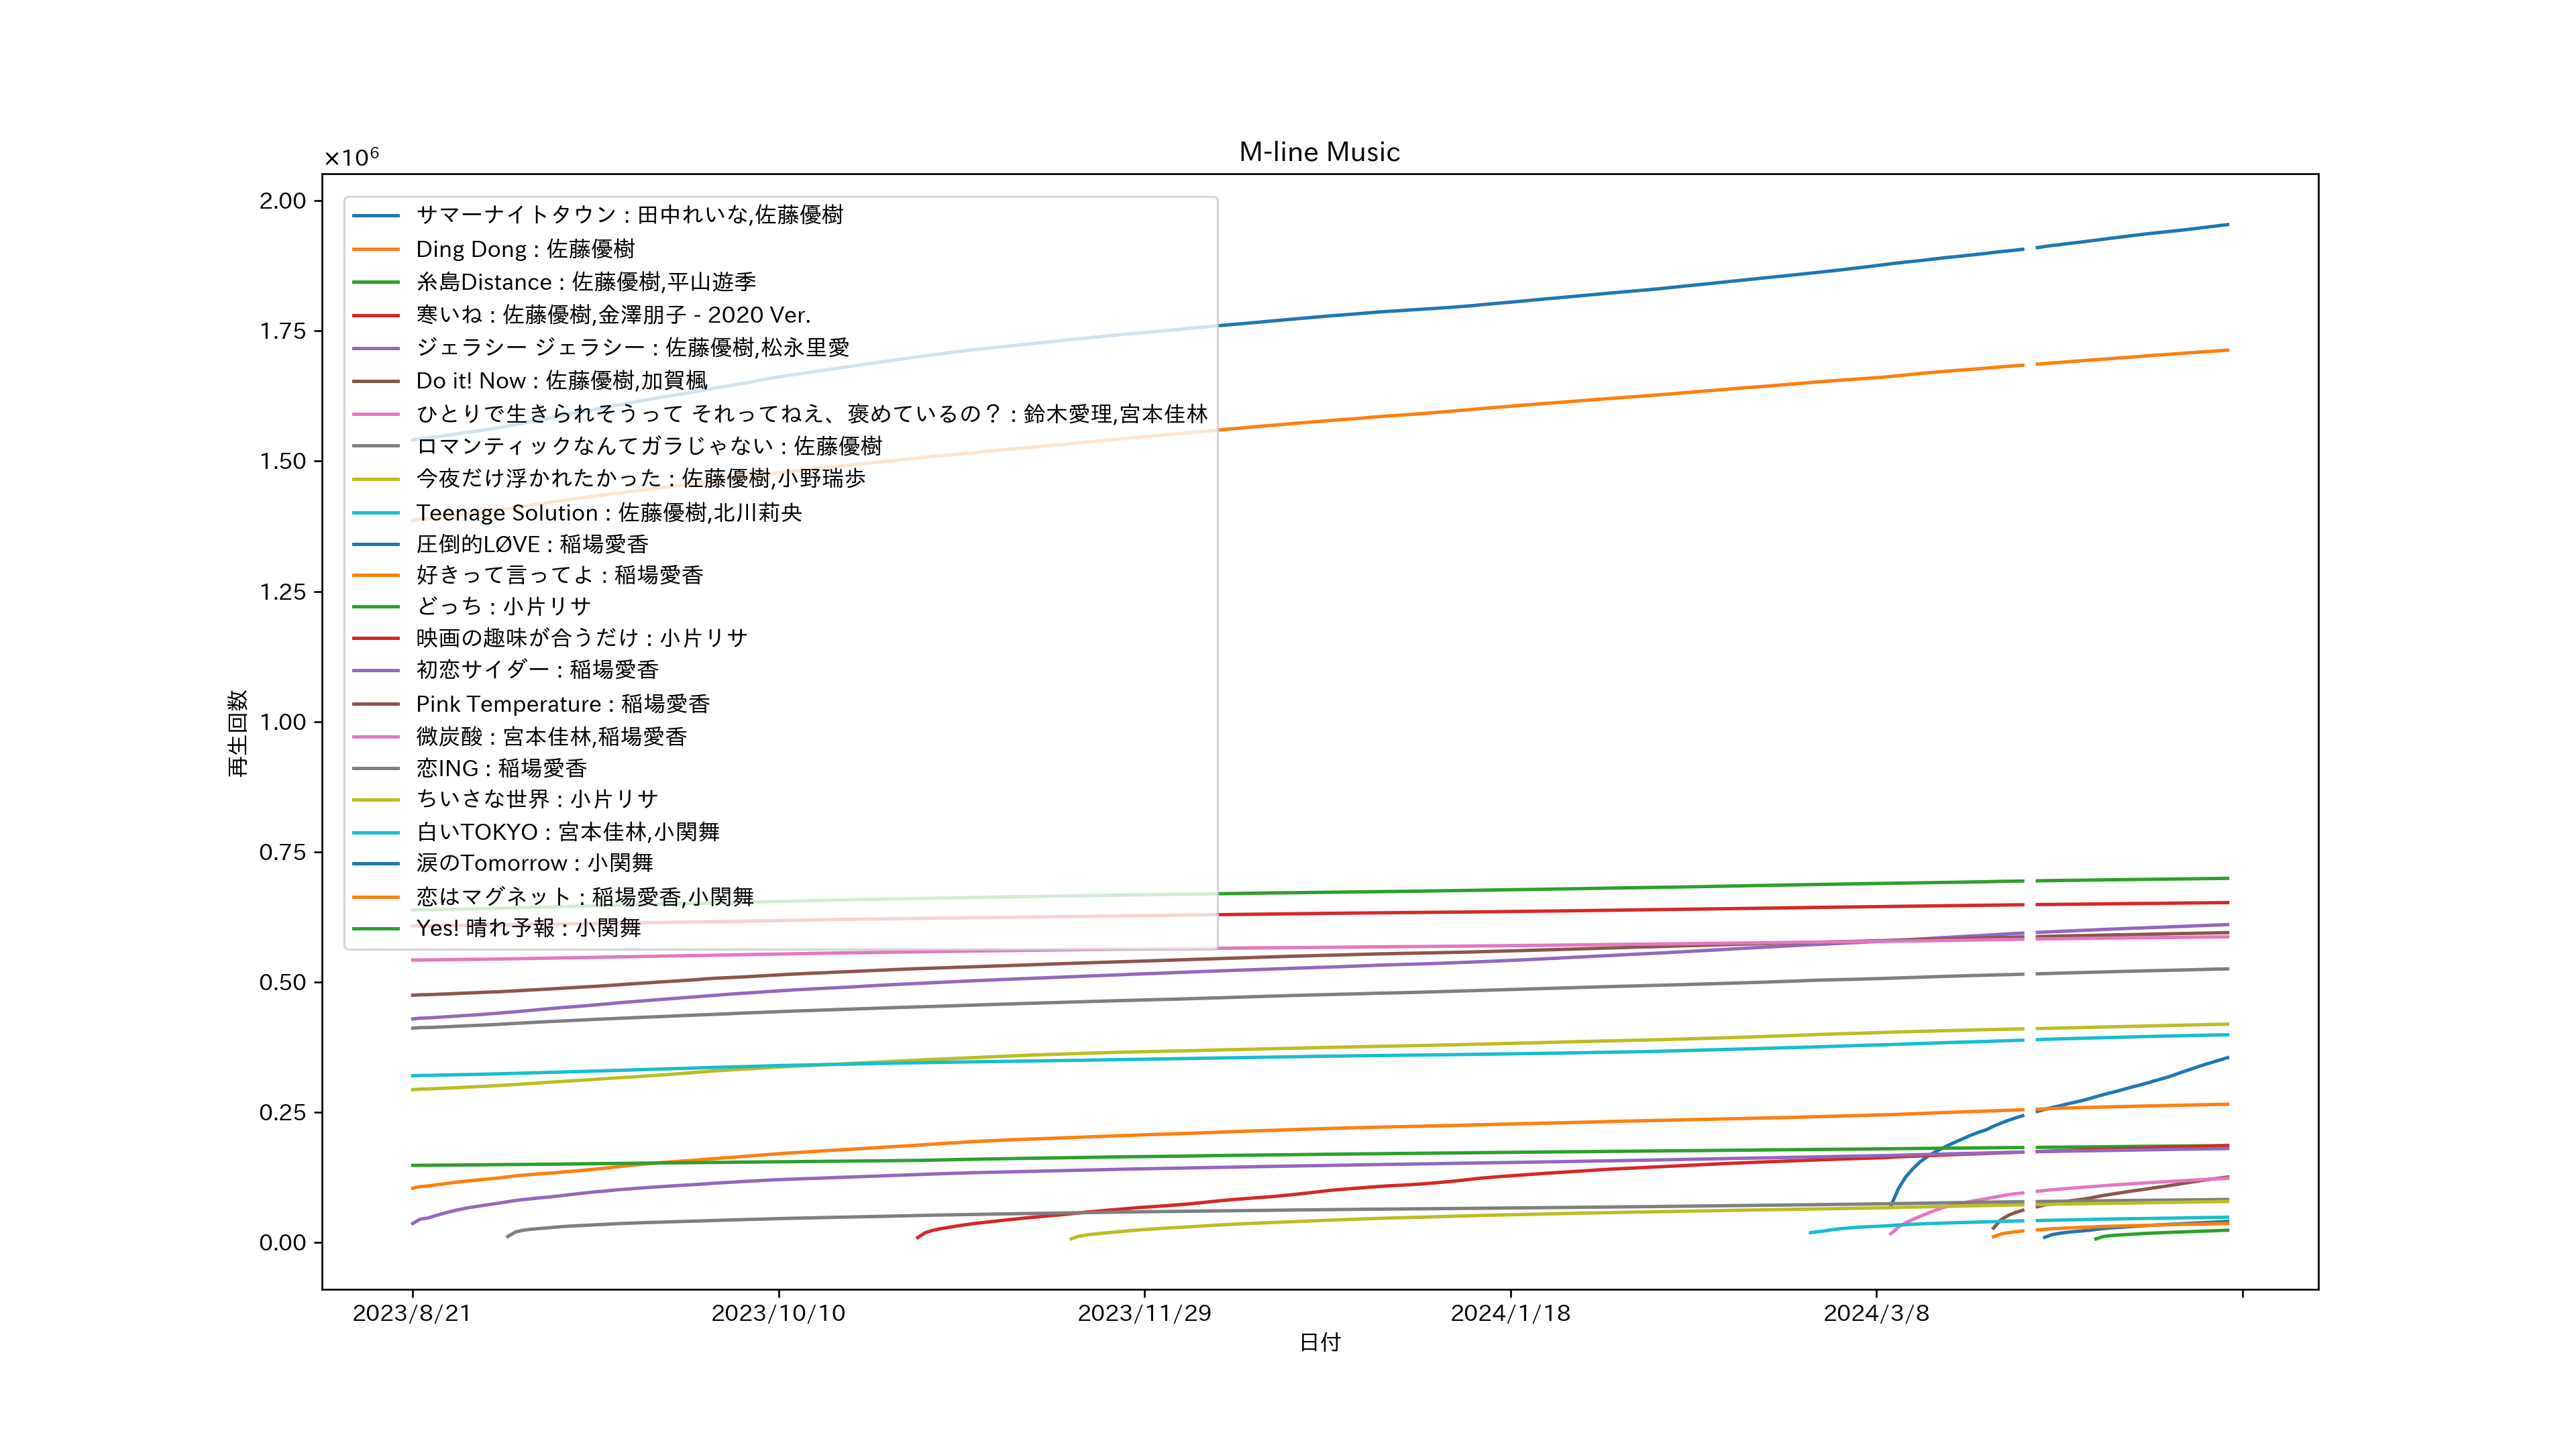 M-line Music
×10⁶
2.00
1.75
1.50
1.25
1.00
0.75
0.50
0.25
0.00
再生回数
サマーナイトタウン : 田中れいな,佐藤優樹
Ding Dong : 佐藤優樹
糸島Distance : 佐藤優樹,平山遊季
寒いね : 佐藤優樹,金澤朋子 - 2020 Ver.
ジェラシー ジェラシー : 佐藤優樹,松永里愛
Do it! Now : 佐藤優樹,加賀楓
ひとりで生きられそうって それってねえ、褒めているの？ : 鈴木愛理,宮本佳林
ロマンティックなんてガラじゃない : 佐藤優樹
今夜だけ浮かれたかった : 佐藤優樹,小野瑞歩
Teenage Solution : 佐藤優樹,北川莉央
圧倒的LØVE : 稲場愛香
好きって言ってよ : 稲場愛香
どっち : 小片リサ
映画の趣味が合うだけ : 小片リサ
初恋サイダー : 稲場愛香
Pink Temperature : 稲場愛香
微炭酸 : 宮本佳林,稲場愛香
恋ING : 稲場愛香
ちいさな世界 : 小片リサ
白いTOKYO : 宮本佳林,小関舞
涙のTomorrow : 小関舞
恋はマグネット : 稲場愛香,小関舞
Yes! 晴れ予報 : 小関舞
2023/8/21
2023/10/10
2023/11/29
2024/1/18
2024/3/8
日付